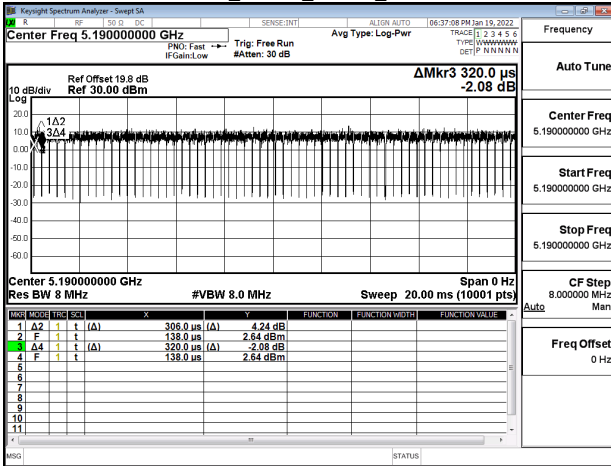 Keysight Spectrum Analyzer - Swept SA
LXI R RF 50 Ω DC SENSE:INT ALIGN AUTO 06:37:08 PM Jan 19, 2022
Center Freq 5.190000000 GHz
PNO: Fast
IFGain:Low
Trig: Free Run
#Atten: 30 dB
Avg Type: Log-Pwr
TRACE 1 2 3 4 5 6
TYPE WWWWWW
DET P NNNNN
Ref Offset 19.8 dB
Ref 30.00 dBm
10 dB/div
Log
ΔMkr3 320.0 µs
-2.08 dB
20.0
10.0
0.00
-10.0
-20.0
-30.0
-40.0
-50.0
-60.0
1Δ2
3Δ4
Center 5.190000000 GHz Span 0 Hz
Res BW 8 MHz #VBW 8.0 MHz Sweep 20.00 ms (10001 pts)
MKR MODE TRC SCL X Y FUNCTION FUNCTION WIDTH FUNCTION VALUE
1 Δ2 1 t (Δ) 306.0 µs (Δ) 4.24 dB
2 F 1 t 138.0 µs 2.64 dBm
3 Δ4 1 t (Δ) 320.0 µs (Δ) -2.08 dB
4 F 1 t 138.0 µs 2.64 dBm
5
6
7
8
9
10
11
MSG STATUS
Frequency
Auto Tune
Center Freq
5.190000000 GHz
Start Freq
5.190000000 GHz
Stop Freq
5.190000000 GHz
CF Step
8.000000 MHz
Auto Man
Freq Offset
0 Hz